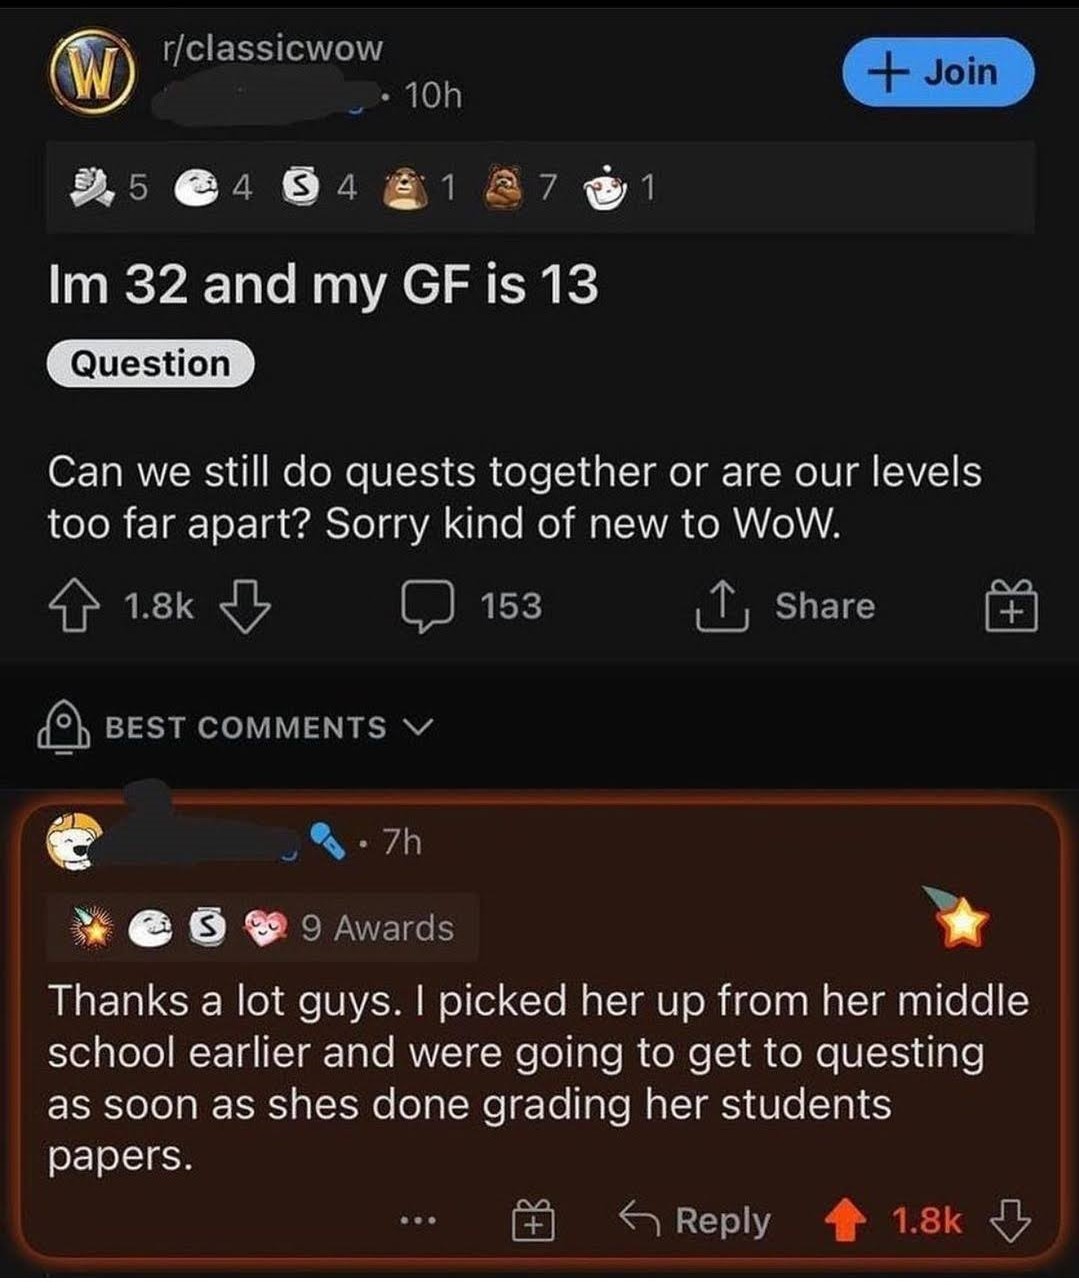 r/classicwow
• 10h
+ Join
5 4 S 4 1 7 1
Im 32 and my GF is 13
Question
Can we still do quests together or are our levels
too far apart? Sorry kind of new to WoW.
1.8k 153 Share
BEST COMMENTS
• 7h
S 9 Awards
Thanks a lot guys. I picked her up from her middle
school earlier and were going to get to questing
as soon as shes done grading her students
papers.
... Reply 1.8k